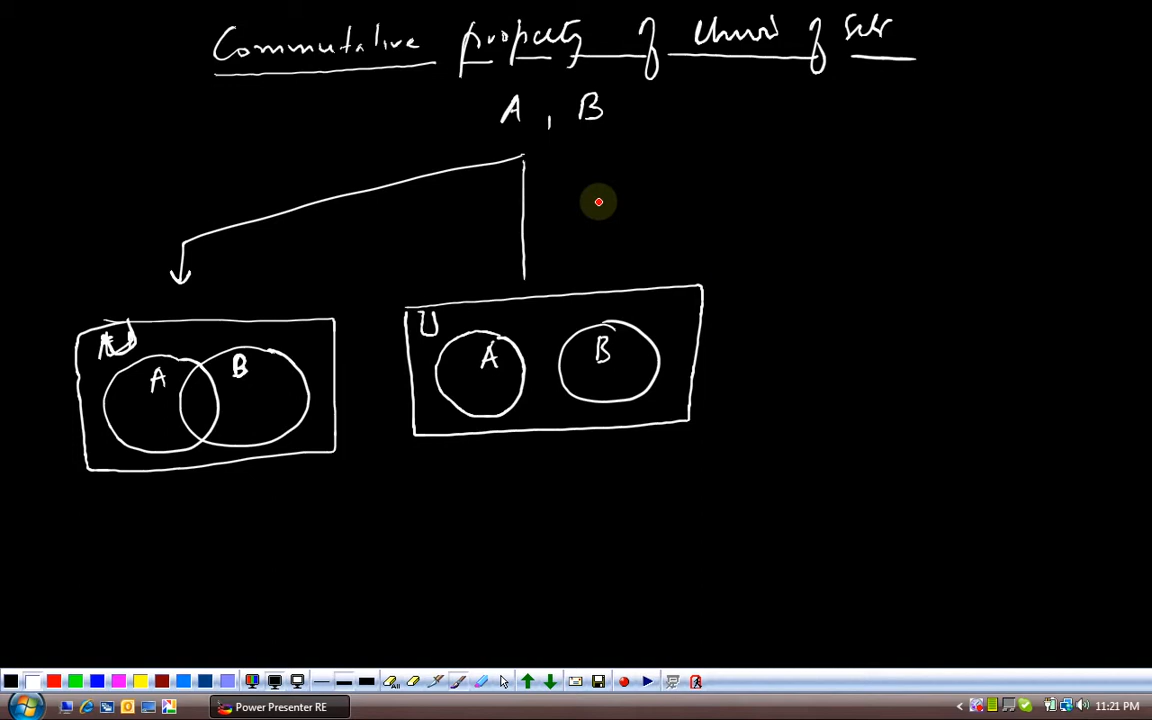 Commutative property of Union of Sets
A , B
U
A
B
U
A
B
Power Presenter RE
11:21 PM